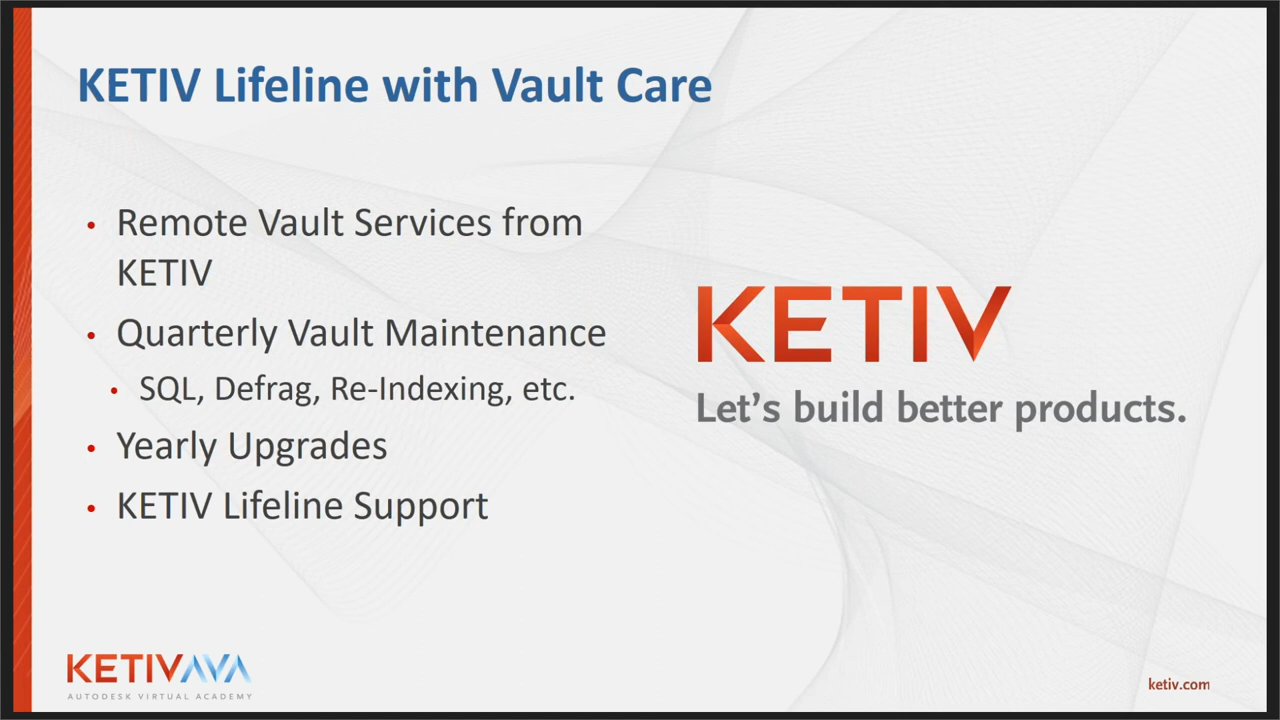 KETIV Lifeline with Vault Care
• Remote Vault Services from
KETIV
• Quarterly Vault Maintenance
• SQL, Defrag, Re-Indexing, etc.
• Yearly Upgrades
• KETIV Lifeline Support
KETIV
Let's build better products.
KETIVAVA
AUTODESK VIRTUAL ACADEMY
ketiv.com